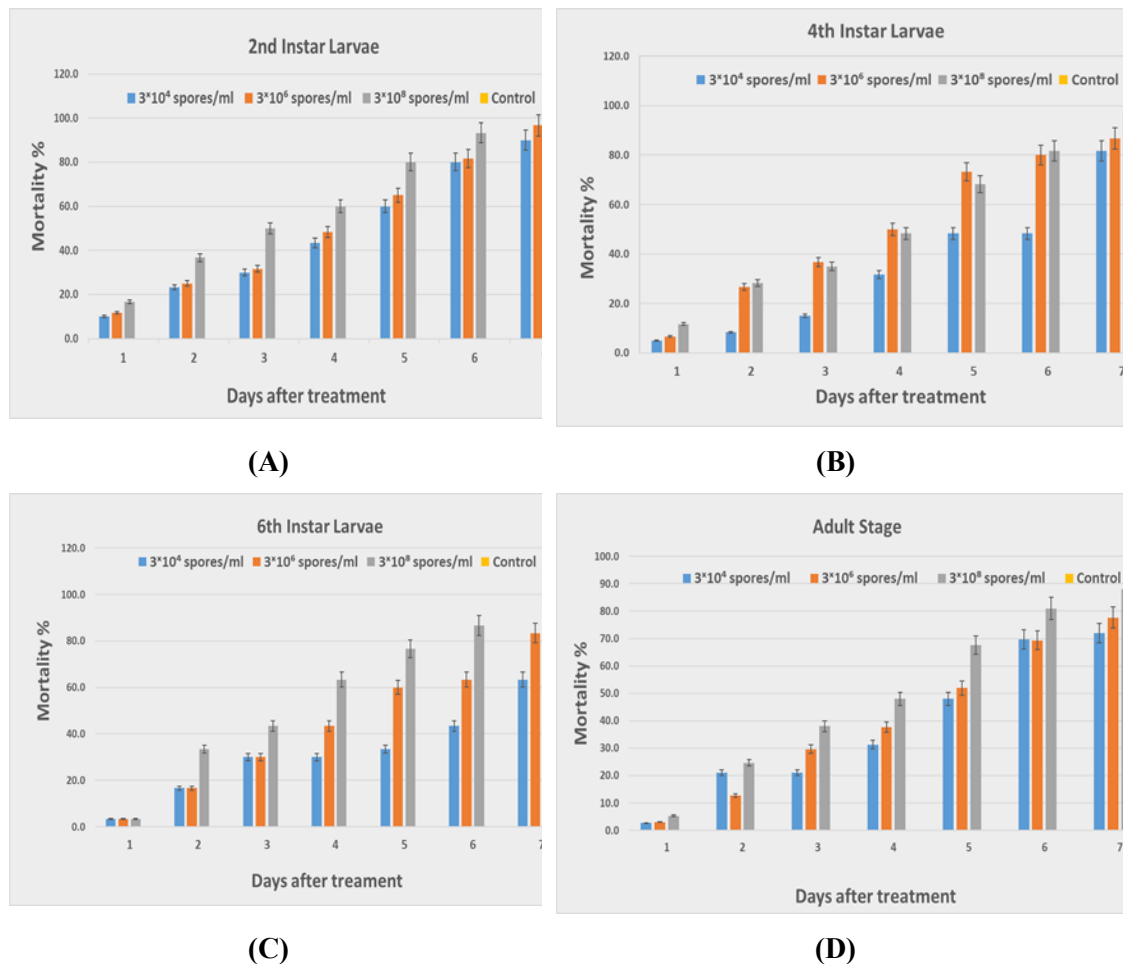 2nd Instar Larvae
120.0
3*10⁴ spores/ml 3*10⁶ spores/ml 3*10⁸ spores/ml Control
100.0
80.0
60.0
40.0
20.0
0.0
Mortality %
1 2 3 4 5 6
Days after treatment
(A)
4th Instar Larvae
120.0
3*10⁴ spores/ml 3*10⁶ spores/ml 3*10⁸ spores/ml Control
100.0
80.0
60.0
40.0
20.0
0.0
Mortality %
1 2 3 4 5 6 7
Days after treatment
(B)
6th Instar Larvae
120.0
3*10⁴ spores/ml 3*10⁶ spores/ml 3*10⁸ spores/ml Control
100.0
80.0
60.0
40.0
20.0
0.0
Mortality %
1 2 3 4 5 6 7
Days after treament
(C)
Adult Stage
100.0
3*10⁴ spores/ml 3*10⁶ spores/ml 3*10⁸ spores/ml Control
90.0
80.0
70.0
60.0
50.0
40.0
30.0
20.0
10.0
0.0
Mortality %
1 2 3 4 5 6 7
Days after treatment
(D)